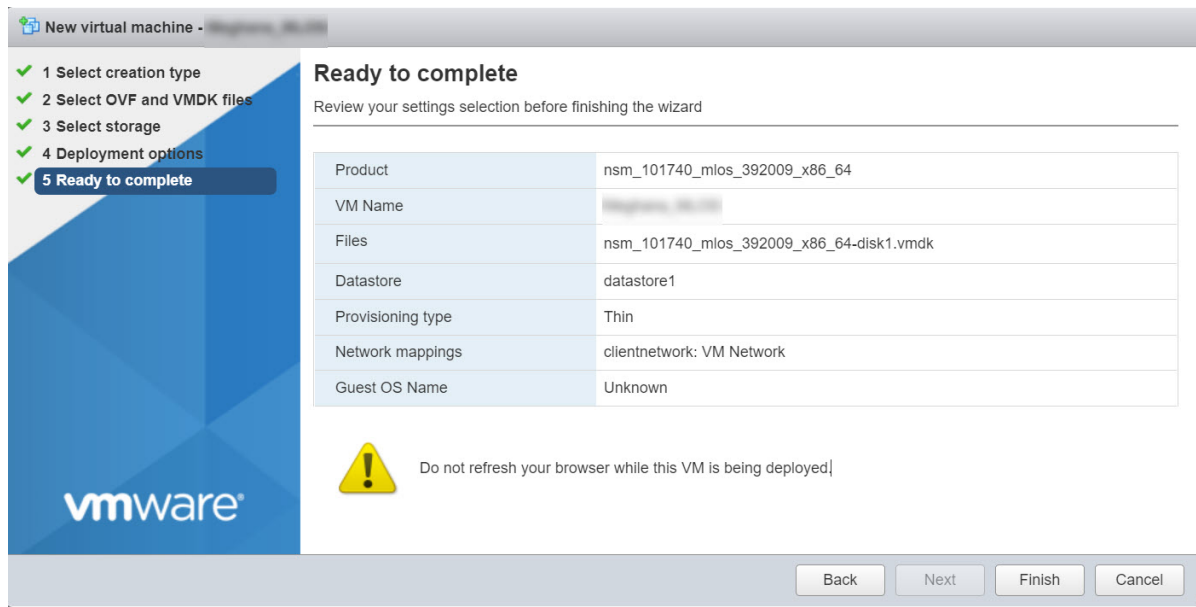 New virtual machine -
1 Select creation type
2 Select OVF and VMDK files
3 Select storage
4 Deployment options
5 Ready to complete
vmware®
Ready to complete
Review your settings selection before finishing the wizard
Product nsm_101740_mlos_392009_x86_64
VM Name
Files nsm_101740_mlos_392009_x86_64-disk1.vmdk
Datastore datastore1
Provisioning type Thin
Network mappings clientnetwork: VM Network
Guest OS Name Unknown
Do not refresh your browser while this VM is being deployed.
Back Next Finish Cancel